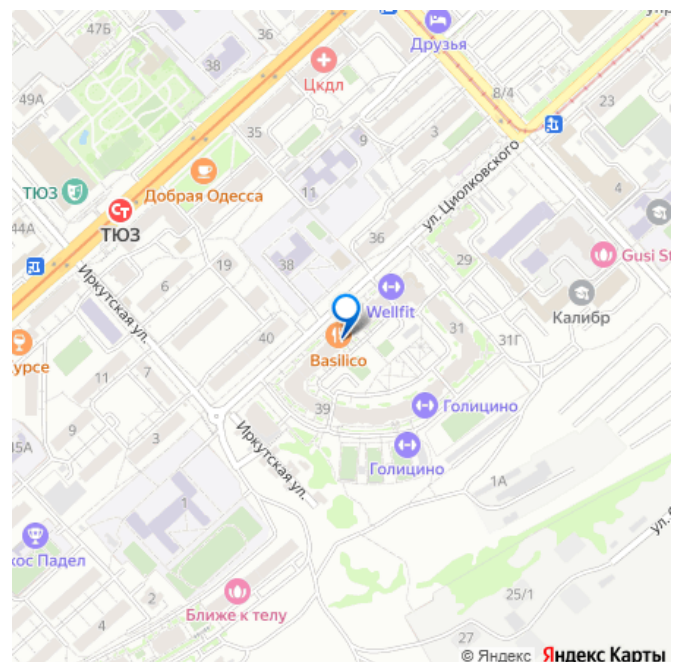 47Б
36
Друзья
38
Цкдл
49А
8/4
23
35
9
3
ул. Циолковского
ТЮЗ
Добрая Одесса
11
4
СТ
ТЮЗ
44А
36
19
38
29
Gusi St
6
Иркутская ул.
Wellfit
Калибр
40
31
31Г
Basilico
урсе
11
7
39
Голицино
9
3
45А
Иркутская ул.
Голицино
1А
1
ул.
кос Падел
2
Ближе к телу
25/1
4
27
© Яндекс Яндекс Карты